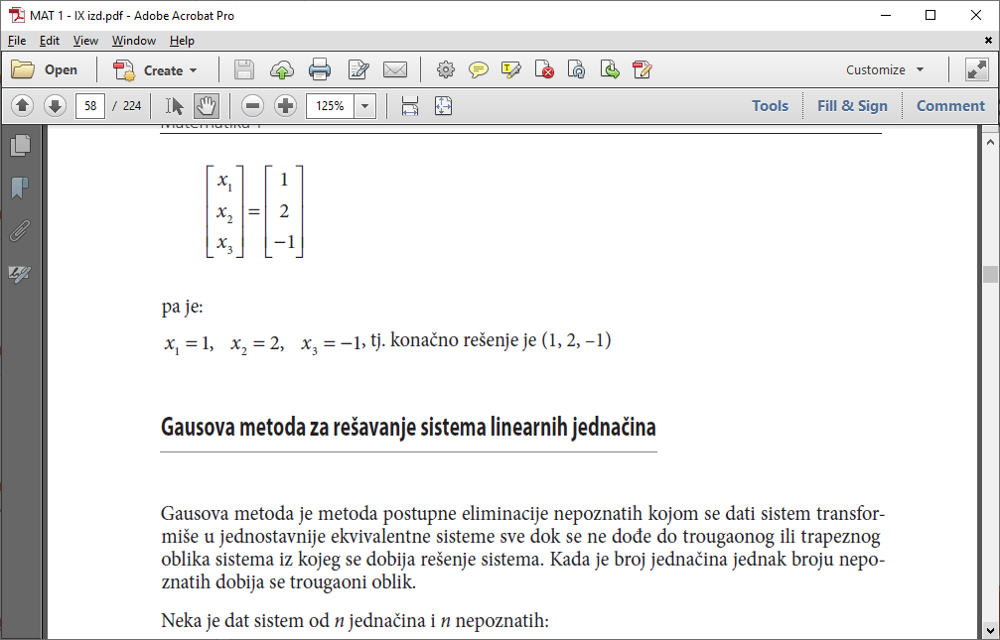 MAT 1 - IX izd.pdf - Adobe Acrobat Pro
File Edit View Window Help
Open Create Customize
58 / 224 125% Tools Fill & Sign Comment
Matematika 1
x₁ 1
x₂ = 2
x₃ −1
pa je:
x₁ = 1, x₂ = 2, x₃ = −1, tj. konačno rešenje je (1, 2, –1)
Gausova metoda za rešavanje sistema linearnih jednačina
Gausova metoda je metoda postupne eliminacije nepoznatih kojom se dati sistem transfor-
miše u jednostavnije ekvivalentne sisteme sve dok se ne dođe do trougaonog ili trapeznog
oblika sistema iz kojeg se dobija rešenje sistema. Kada je broj jednačina jednak broju nepo-
znatih dobija se trougaoni oblik.
Neka je dat sistem od n jednačina i n nepoznatih: